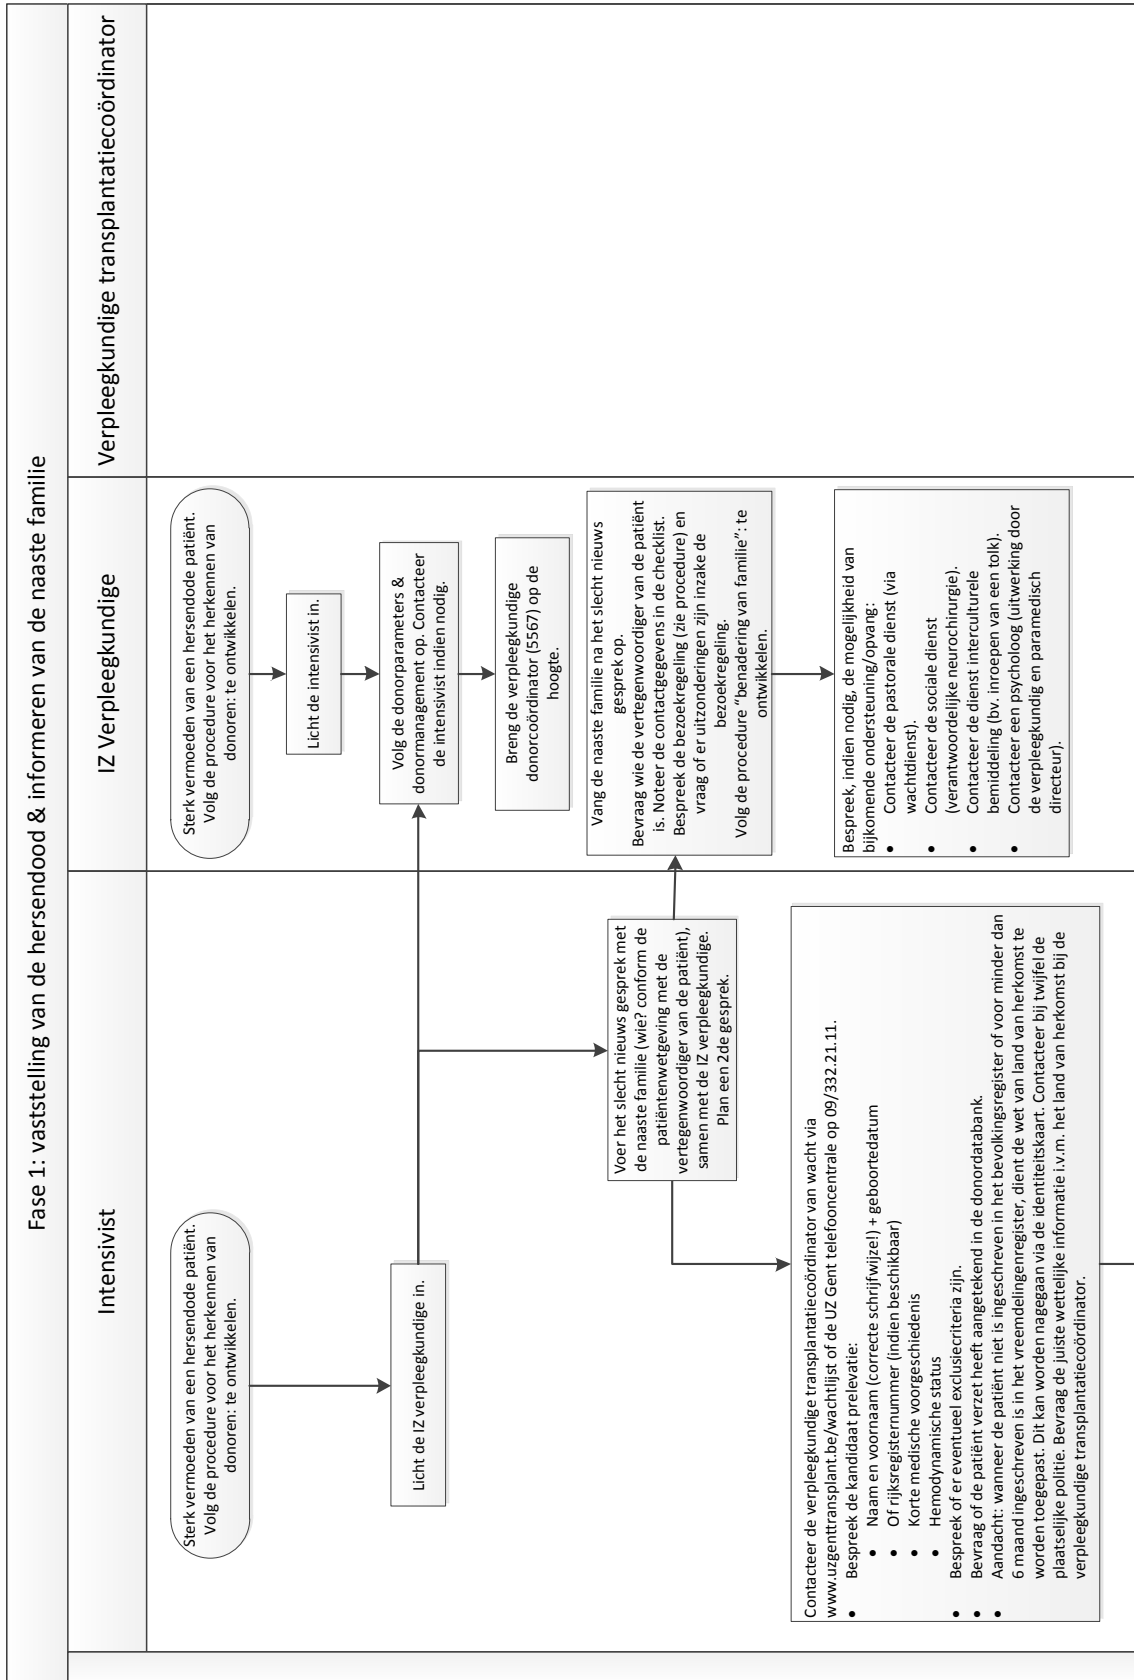 Fase 1: vaststelling van de hersendood & informeren van de naaste familie
Intensivist
IZ Verpleegkundige
Verpleegkundige transplantatiecoördinator
Sterk vermoeden van een hersendode patiënt.
Volg de procedure voor het herkennen van
donoren: te ontwikkelen.
Licht de IZ verpleegkundige in.
Voer het slecht nieuws gesprek met
de naaste familie (wie? conform de
patiëntenwetgeving met de
vertegenwoordiger van de patiënt),
samen met de IZ verpleegkundige.
Plan een 2de gesprek.
Contacteer de verpleegkundige transplantatiecoördinator van wacht via
www.uzgenttransplant.be/wachtlijst of de UZ Gent telefooncentrale op 09/332.21.11.
• Bespreek de kandidaat prelevatie:
• Naam en voornaam (correcte schrijfwijze!) + geboortedatum
• Of rijksregisternummer (indien beschikbaar)
• Korte medische voorgeschiedenis
• Hemodynamische status
• Bespreek of er eventueel exclusiecriteria zijn.
• Bevraag of de patiënt verzet heeft aangetekend in de donordatabank.
• Aandacht: wanneer de patiënt niet is ingeschreven in het bevolkingsregister of voor minder dan
6 maand ingeschreven is in het vreemdelingenregister, dient de wet van land van herkomst te
worden toegepast. Dit kan worden nagegaan via de identiteitskaart. Contacteer bij twijfel de
plaatselijke politie. Bevraag de juiste wettelijke informatie i.v.m. het land van herkomst bij de
verpleegkundige transplantatiecoördinator.
Sterk vermoeden van een hersendode patiënt.
Volg de procedure voor het herkennen van
donoren: te ontwikkelen.
Licht de intensivist in.
Volg de donorparameters &
donormanagement op. Contacteer
de intensivist indien nodig.
Breng de verpleegkundige
donorcoördinator (5567) op de
hoogte.
Vang de naaste familie na het slecht nieuws
gesprek op.
Bevraag wie de vertegenwoordiger van de patiënt
is. Noteer de contactgegevens in de checklist.
Bespreek de bezoekregeling (zie procedure) en
vraag of er uitzonderingen zijn inzake de
bezoekregeling.
Volg de procedure “benadering van familie”: te
ontwikkelen.
Bespreek, indien nodig, de mogelijkheid van
bijkomende ondersteuning/opvang:
• Contacteer de pastorale dienst (via
wachtdienst).
• Contacteer de sociale dienst
(verantwoordelijke neurochirurgie).
• Contacteer de dienst interculturele
bemiddeling (bv. inroepen van een tolk).
• Contacteer een psycholoog (uitwerking door
de verpleegkundig en paramedisch
directeur).